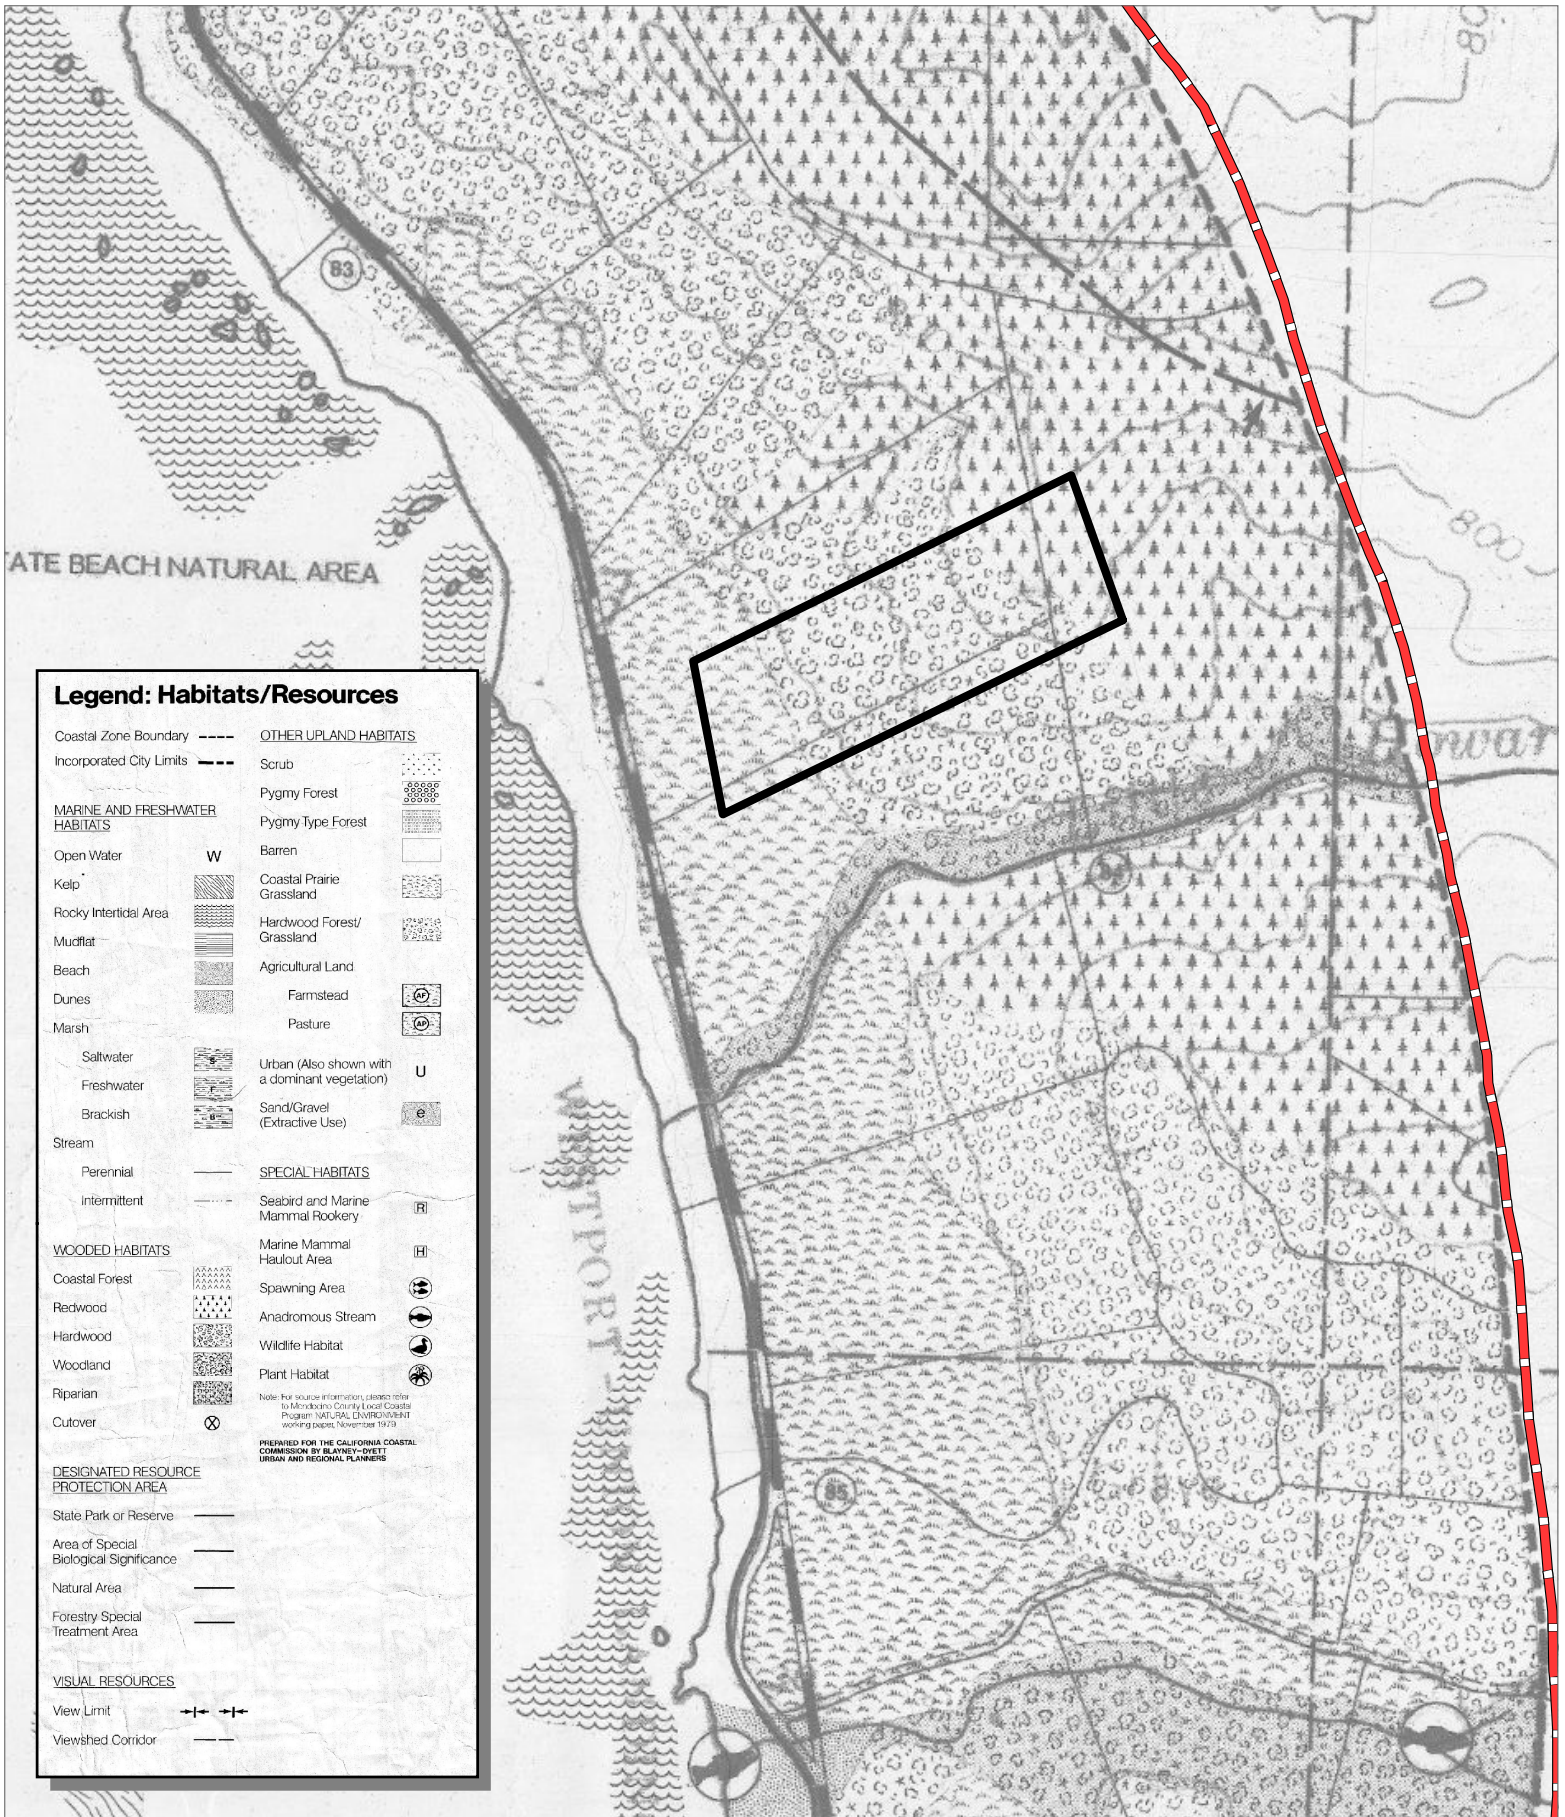 80
83
TATE BEACH NATURAL AREA
800
Legend: Habitats/Resources
Coastal Zone Boundary
Incorporated City Limits
MARINE AND FRESHWATER
HABITATS
Open Water W
Kelp
Rocky Intertidal Area
Mudflat
Beach
Dunes
Marsh
Saltwater S
Freshwater F
Brackish B
Stream
Perennial
Intermittent
WOODED HABITATS
Coastal Forest
Redwood
Hardwood
Woodland
Riparian
Cutover X
DESIGNATED RESOURCE
PROTECTION AREA
State Park or Reserve
Area of Special
Biological Significance
Natural Area
Forestry Special
Treatment Area
VISUAL RESOURCES
View Limit
Viewshed Corridor
OTHER UPLAND HABITATS
Scrub
Pygmy Forest
Pygmy Type Forest
Barren
Coastal Prairie
Grassland
Hardwood Forest/
Grassland
Agricultural Land
Farmstead AF
Pasture AP
Urban (Also shown with
a dominant vegetation) U
Sand/Gravel
(Extractive Use) e
SPECIAL HABITATS
Seabird and Marine
Mammal Rookery R
Marine Mammal
Haulout Area H
Spawning Area
Anadromous Stream
Wildlife Habitat
Plant Habitat
Note: For source information, please refer
to Mendocino County Local Coastal
Program NATURAL ENVIRONMENT
working paper, November 1979
PREPARED FOR THE CALIFORNIA COASTAL
COMMISSION BY BLAYNEY-DYETT
URBAN AND REGIONAL PLANNERS
85